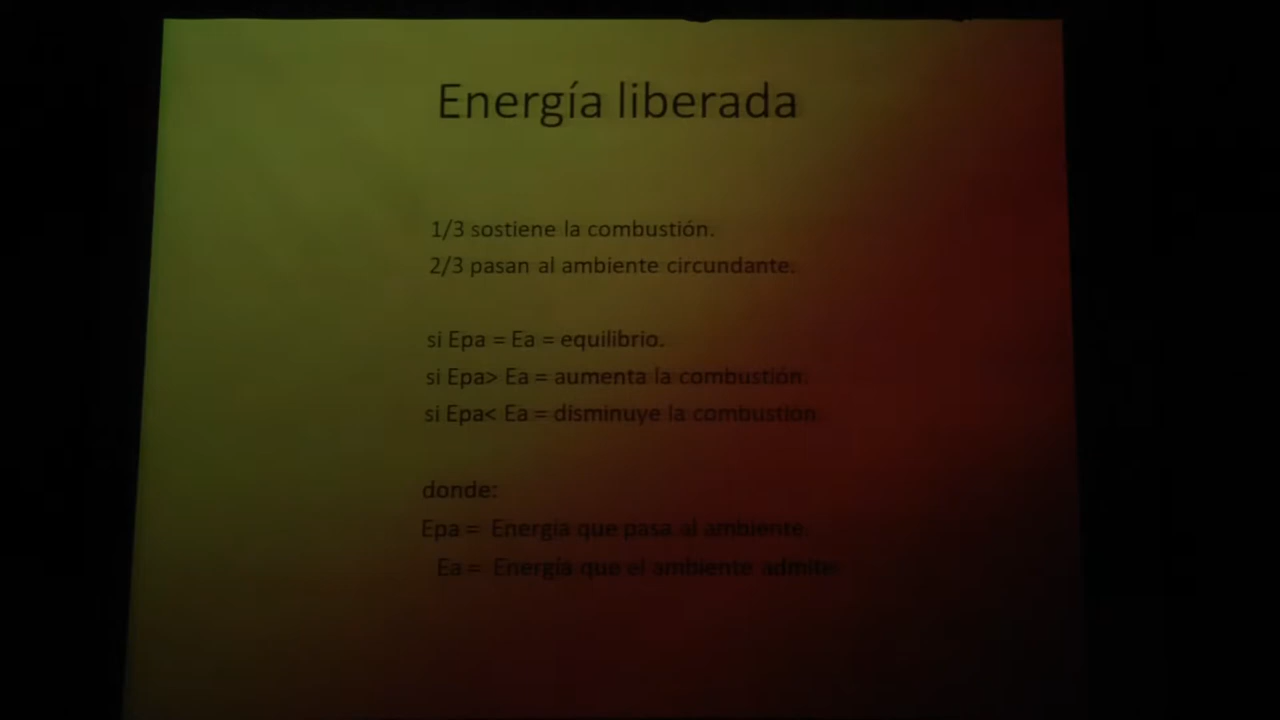 Energía liberada
1/3 sostiene la combustión.
2/3 pasan al ambiente circundante.
si Epa = Ea = equilibrio.
si Epa> Ea = aumenta la combustión.
si Epa< Ea = disminuye la combustión.
donde:
Epa = Energía que pasa al ambiente.
Ea = Energía que el ambiente admite.